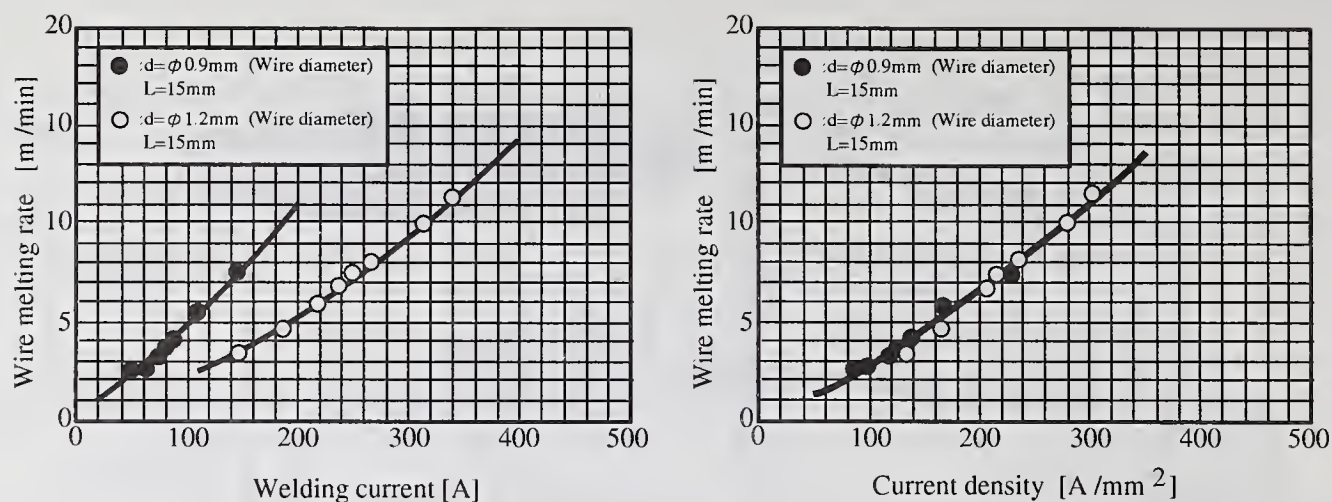 20
10
10
5
0
Wire melting rate [m /min]
:d=φ0.9mm (Wire diameter)
L=15mm
:d=φ1.2mm (Wire diameter)
L=15mm
0 100 200 300 400 500
Welding current [A]
20
10
10
5
0
Wire melting rate [m /min]
:d=φ0.9mm (Wire diameter)
L=15mm
:d=φ1.2mm (Wire diameter)
L=15mm
0 100 200 300 400 500
Current density [A /mm 2]